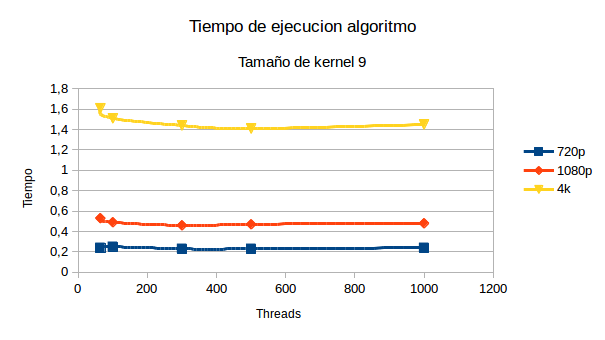 Tiempo de ejecucion algoritmo
Tamaño de kernel 9
1,8
1,6
1,4
1,2
1
0,8
0,6
0,4
0,2
0
Tiempo
0 200 400 600 800 1000 1200
Threads
720p
1080p
4k